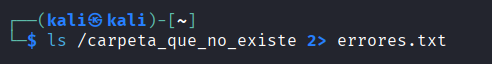 ┌──(kali㉿kali)-[~]
└─$ ls /carpeta_que_no_existe 2> errores.txt